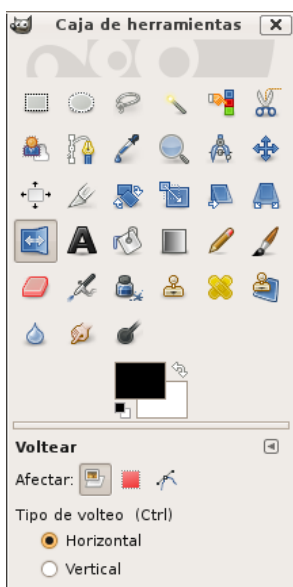 Caja de herramientas
Voltear
Afectar:
Tipo de volteo (Ctrl)
Horizontal
Vertical